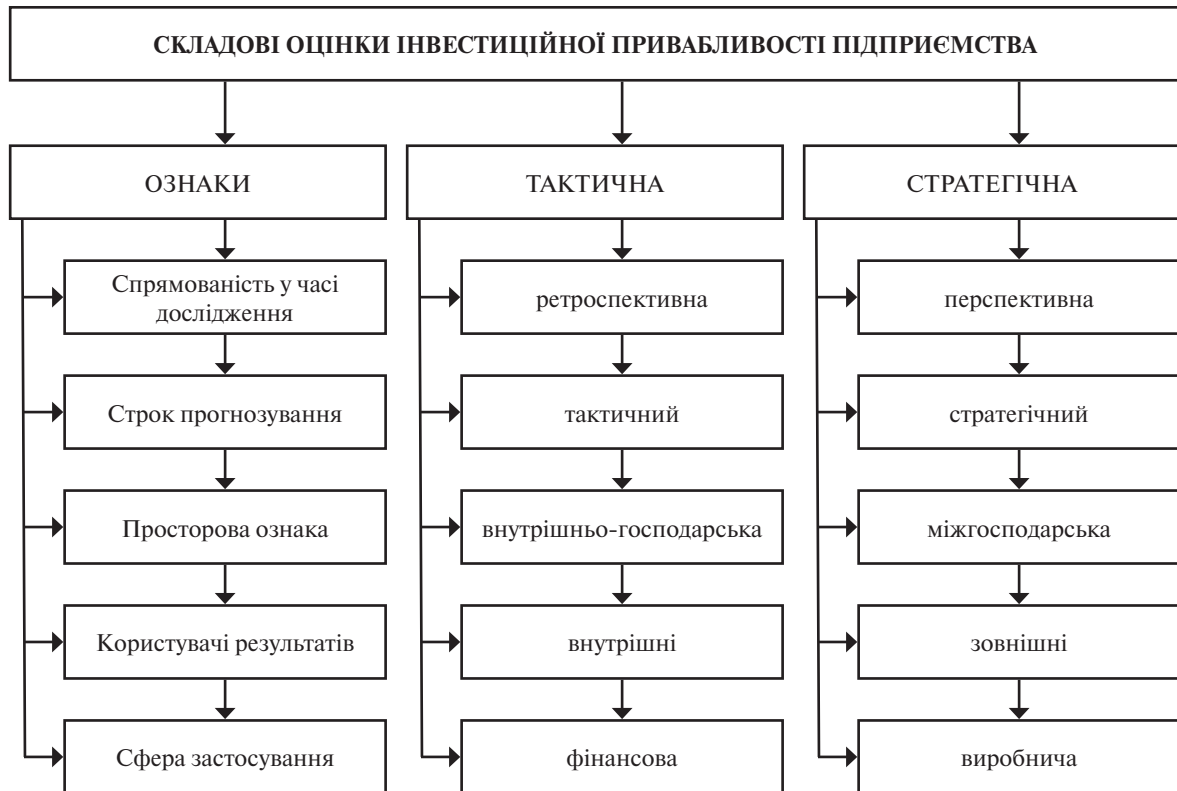 СКЛАДОВІ ОЦІНКИ ІНВЕСТИЦІЙНОЇ ПРИВАБЛИВОСТІ ПІДПРИЄМСТВА
ОЗНАКИ
Спрямованість у часі
дослідження
Строк прогнозування
Просторова ознака
Користувачі результатів
Сфера застосування
ТАКТИЧНА
ретроспективна
тактичний
внутрішньо-господарська
внутрішні
фінансова
СТРАТЕГІЧНА
перспективна
стратегічний
міжгосподарська
зовнішні
виробнича